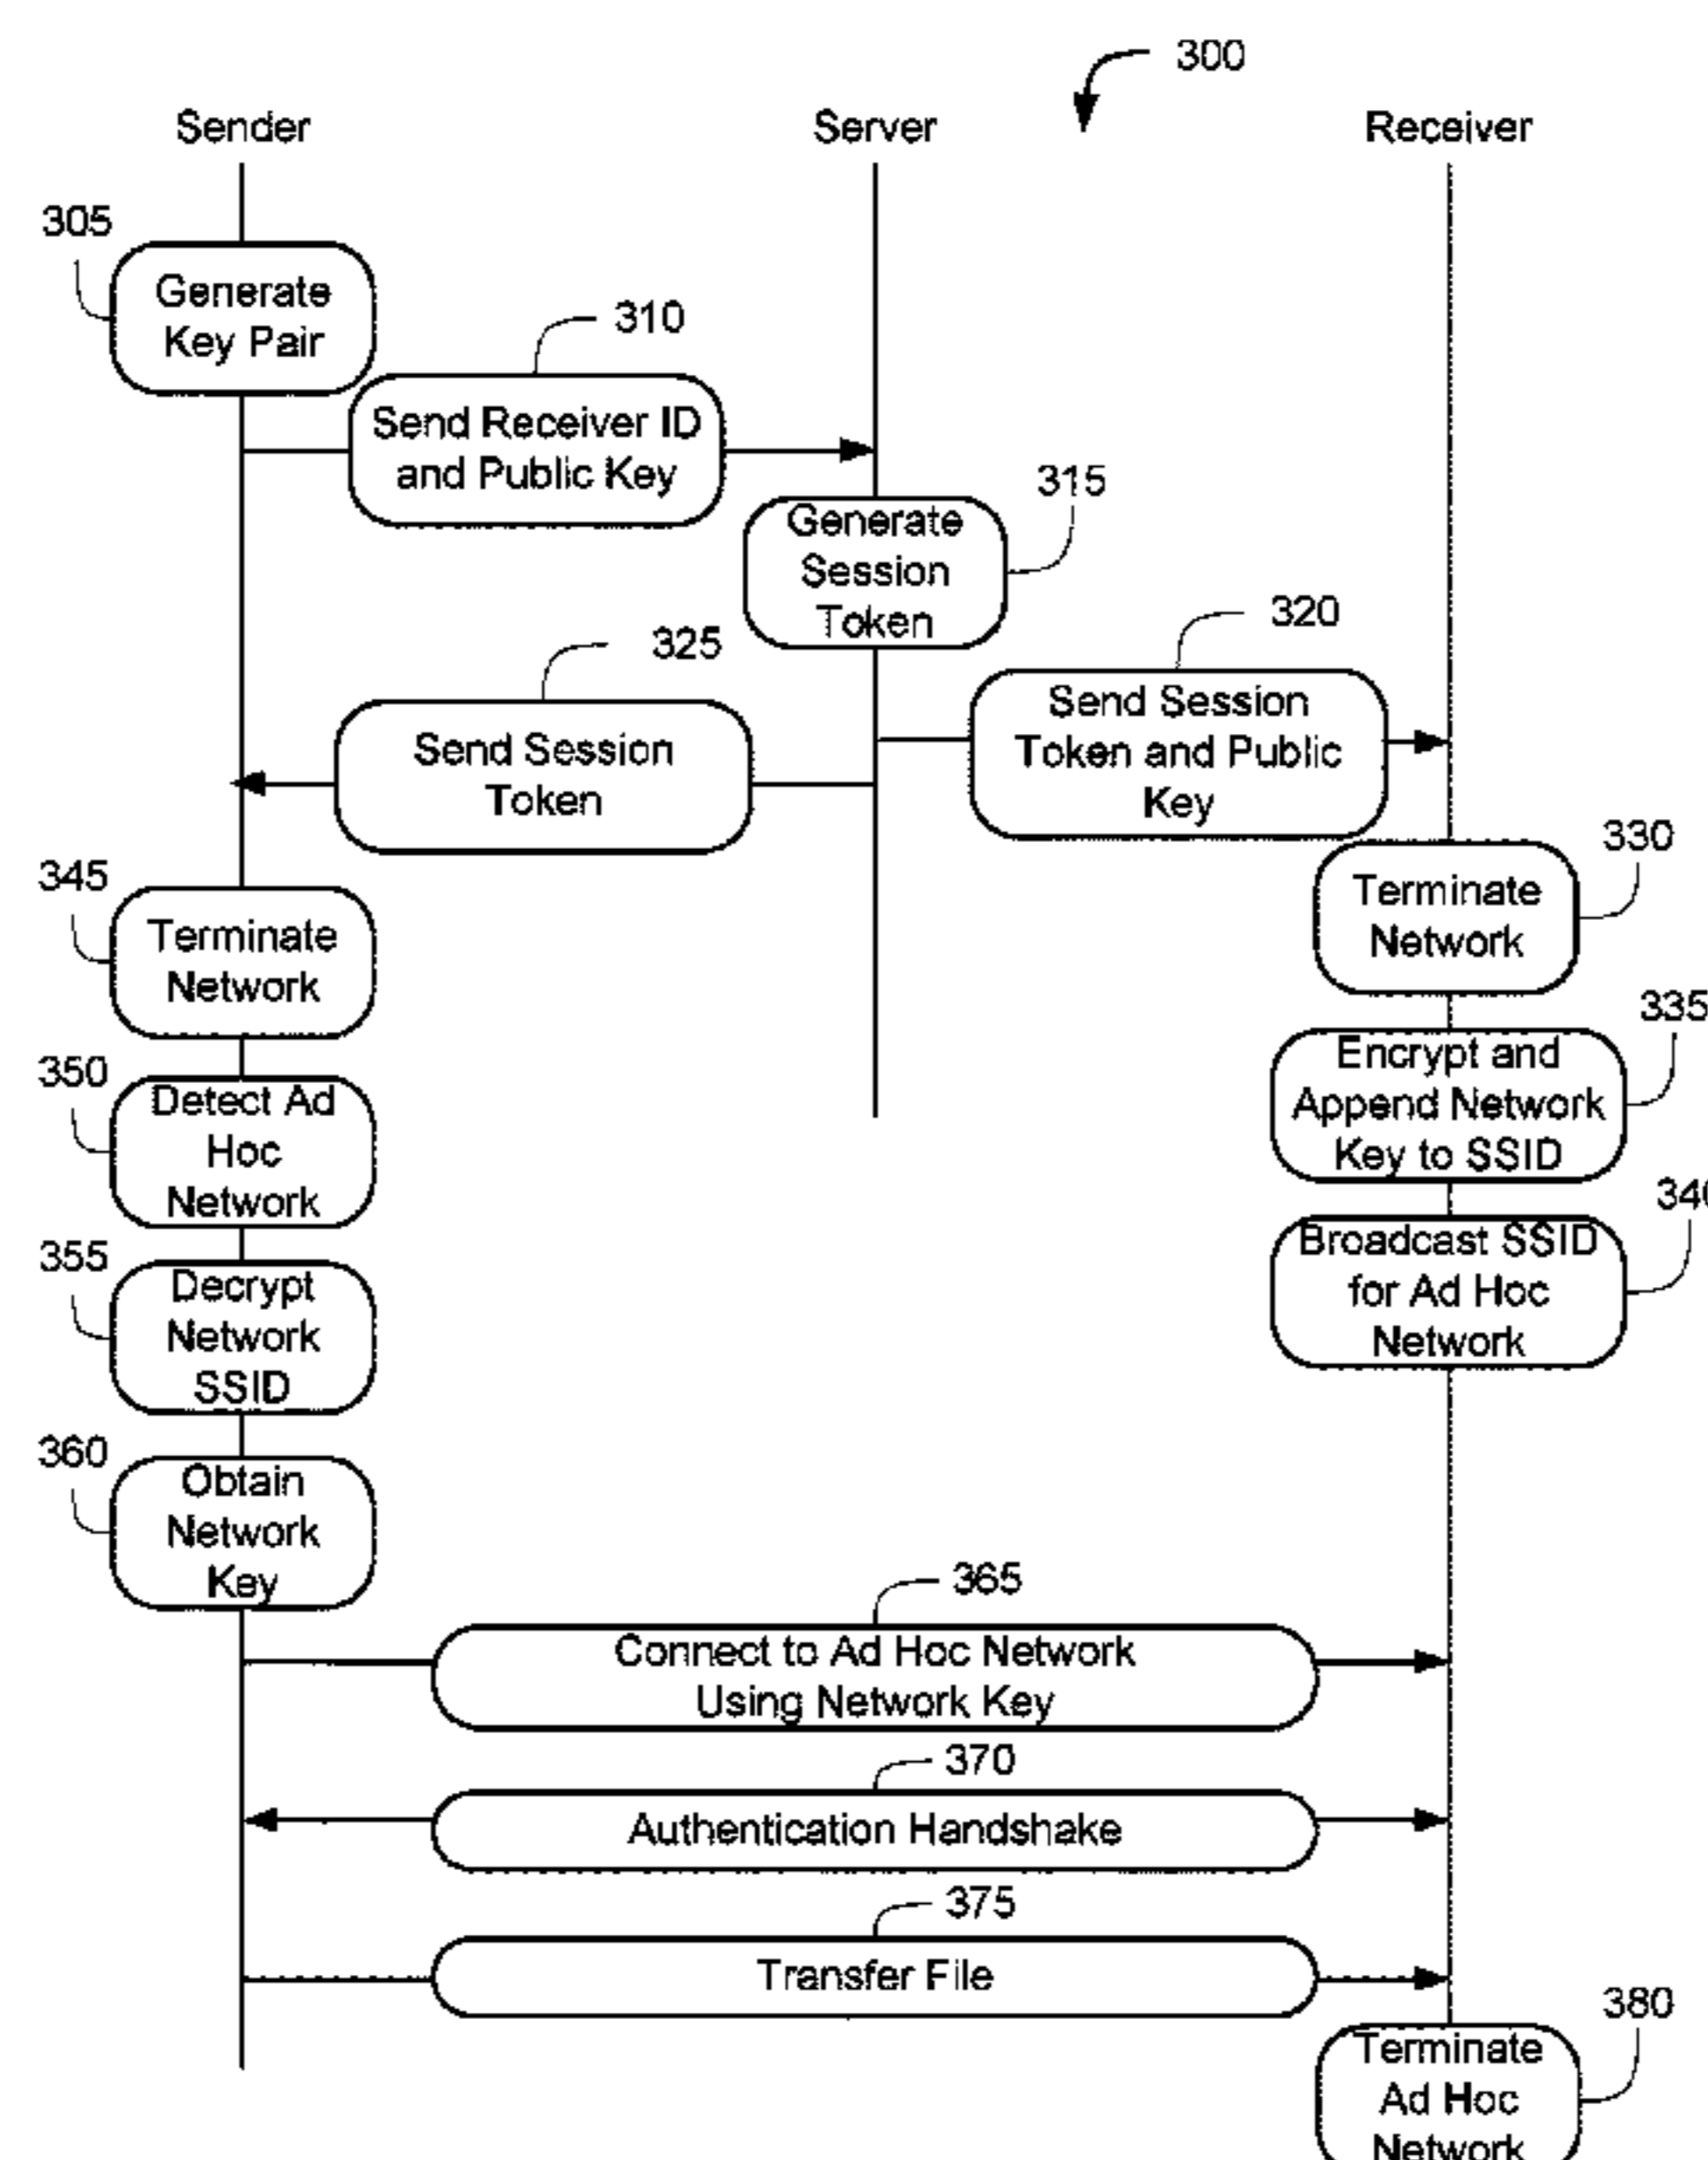 300
Sender
Server
Receiver
305
Generate
Key Pair
310
Send Receiver ID
and Public Key
315
Generate
Session
Token
320
Send Session
Token and Public
Key
325
Send Session
Token
330
Terminate
Network
345
Terminate
Network
335
Encrypt and
Append Network
Key to SSID
350
Detect Ad
Hoc
Network
340
Broadcast SSID
for Ad Hoc
Network
355
Decrypt
Network
SSID
360
Obtain
Network
Key
365
Connect to Ad Hoc Network
Using Network Key
370
Authentication Handshake
375
Transfer File
380
Terminate
Ad Hoc
Network